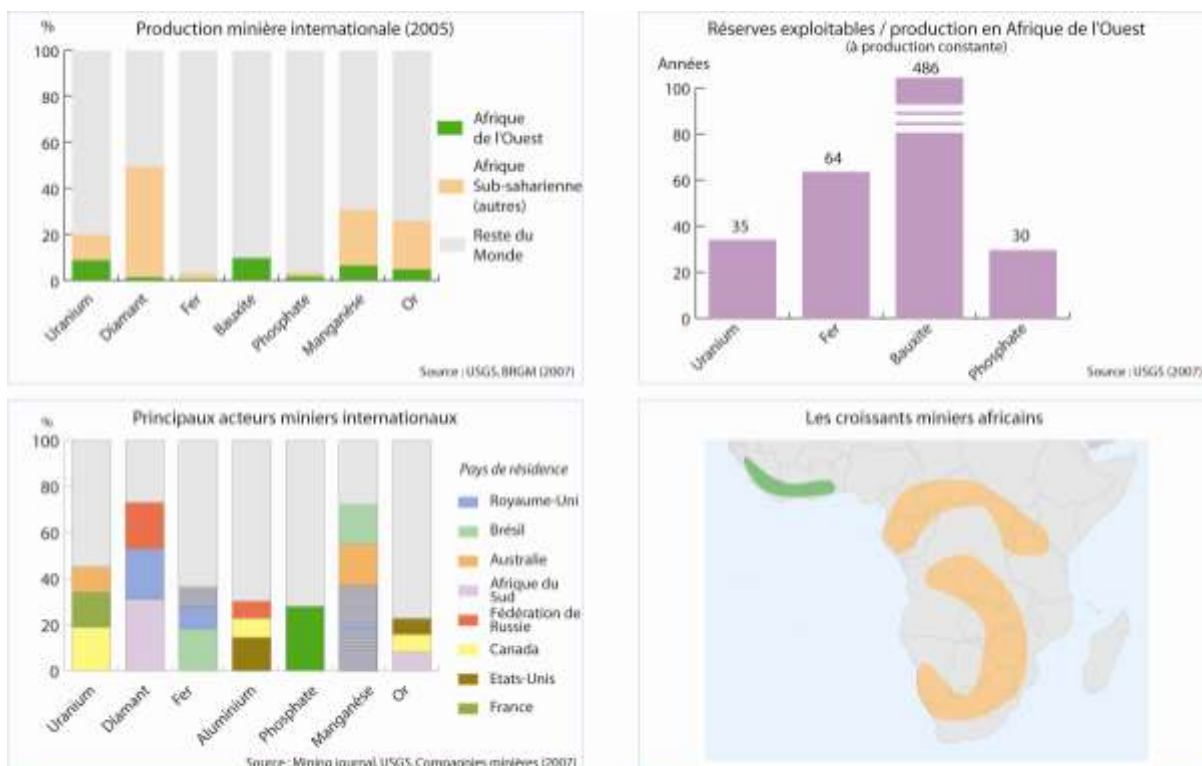 Production minière internationale (2005)
%
100
80
60
40
20
0
Uranium
Diamant
Fer
Bauxite
Phosphate
Manganèse
Or
Afrique
de l'Ouest
Afrique
Sub-saharienne
(autres)
Reste du
Monde
Source : USGS, BRGM (2007)
Réserves exploitables / production en Afrique de l'Ouest
(à production constante)
Années
100
80
60
40
20
0
35
64
486
30
Uranium
Fer
Bauxite
Phosphate
Source : USGS (2007)
Principaux acteurs miniers internationaux
%
100
80
60
40
20
0
Uranium
Diamant
Fer
Aluminium
Phosphate
Manganèse
Or
Pays de résidence
Royaume-Uni
Brésil
Australie
Afrique du
Sud
Fédération de
Russie
Canada
Etats-Unis
France
Source : Mining journal, USGS, Compagnies minières (2007)
Les croissants miniers africains